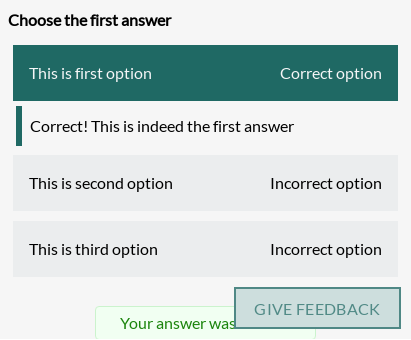 Choose the first answer
This is first option Correct option
Correct! This is indeed the first answer
This is second option Incorrect option
This is third option Incorrect option
Your answer was
GIVE FEEDBACK